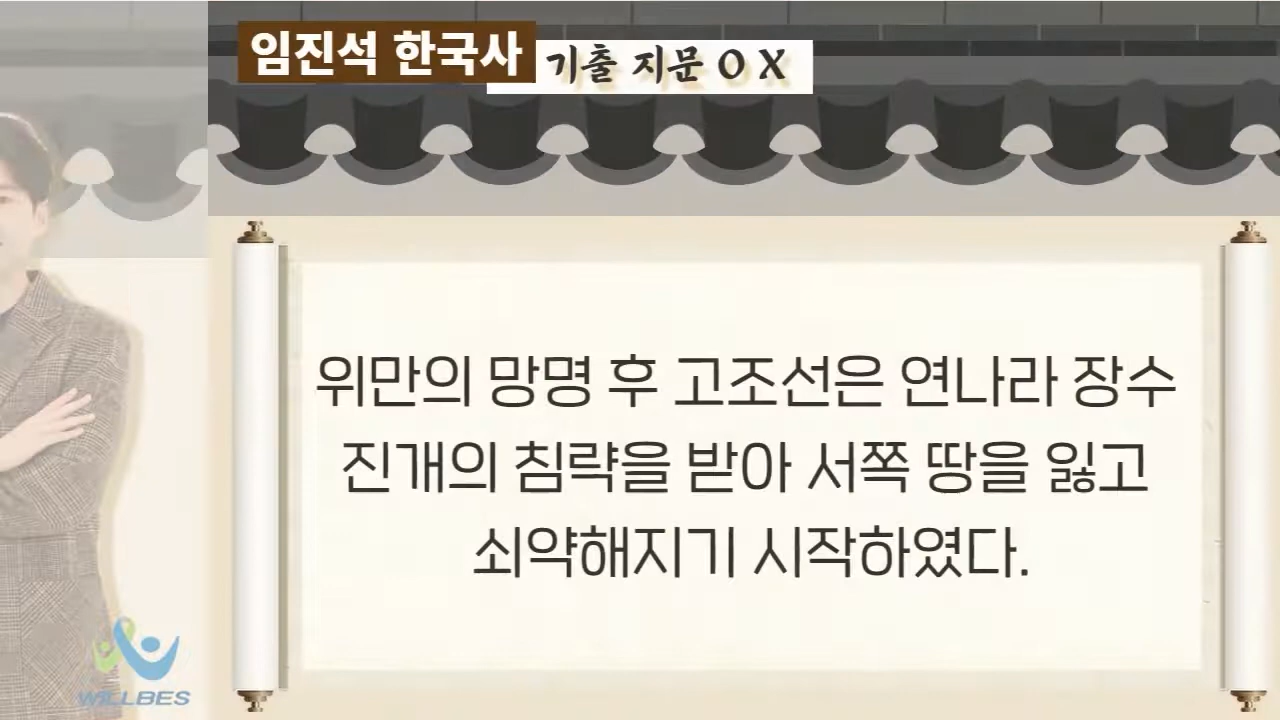 임진석 한국사
기출 지문 O X
위만의 망명 후 고조선은 연나라 장수
진개의 침략을 받아 서쪽 땅을 잃고
쇠약해지기 시작하였다.
WILLBES